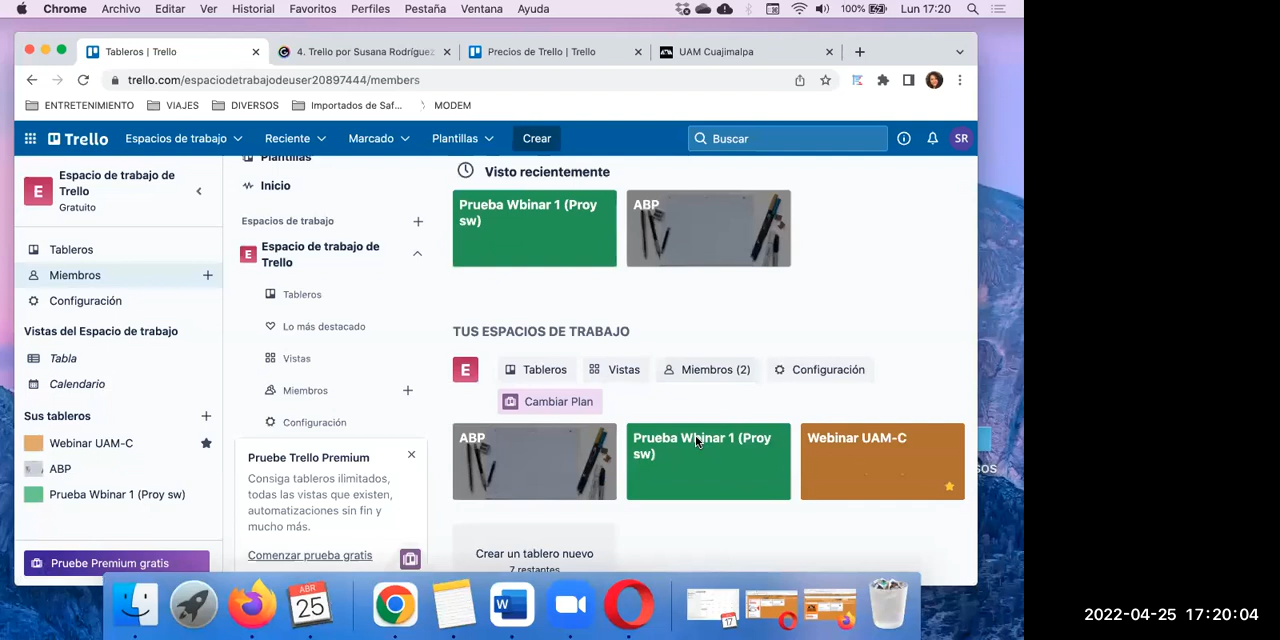 Chrome Archivo Editar Ver Historial Favoritos Perfiles Pestaña Ventana Ayuda 100% Lun 17:20
Tableros | Trello
4. Trello por Susana Rodríguez
Precios de Trello | Trello
UAM Cuajimalpa
trello.com/espaciodetrabajodeuser20897444/members
ENTRETENIMIENTO VIAJES DIVERSOS Importados de Saf... MODEM
Trello Espacios de trabajo Reciente Marcado Plantillas Crear Buscar SR
E
Espacio de trabajo de
Trello
Gratuito
Tableros
Miembros
Configuración
Vistas del Espacio de trabajo
Tabla
Calendario
Sus tableros
Webinar UAM-C
ABP
Prueba Wbinar 1 (Proy sw)
Pruebe Premium gratis
Plantillas
Inicio
Espacios de trabajo
E
Espacio de trabajo de
Trello
Tableros
Lo más destacado
Vistas
Miembros
Configuración
Pruebe Trello Premium
Consiga tableros ilimitados,
todas las vistas que existen,
automatizaciones sin fin y
mucho más.
Comenzar prueba gratis
Visto recientemente
Prueba Wbinar 1 (Proy
sw)
ABP
TUS ESPACIOS DE TRABAJO
E Tableros Vistas Miembros (2) Configuración
Cambiar Plan
ABP
Prueba Wbinar 1 (Proy
sw)
Webinar UAM-C
Crear un tablero nuevo
7 restantes
SOS
ABR
25
W
17
2022-04-25 17:20:04